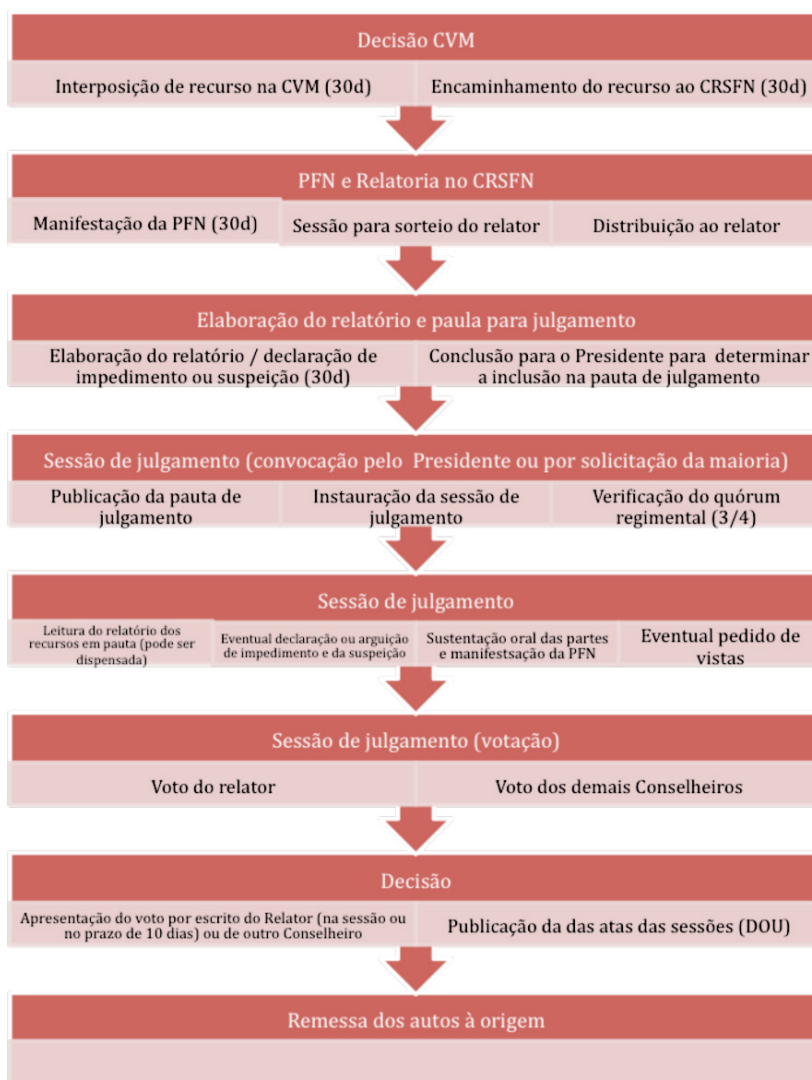 Decisão CVM
Interposição de recurso na CVM (30d)
Encaminhamento do recurso ao CRSFN (30d)
PFN e Relatoria no CRSFN
Manifestação da PFN (30d)
Sessão para sorteio do relator
Distribuição ao relator
Elaboração do relatório e paula para julgamento
Elaboração do relatório / declaração de
impedimento ou suspeição (30d)
Conclusão para o Presidente para determinar
a inclusão na pauta de julgamento
Sessão de julgamento (convocação pelo Presidente ou por solicitação da maioria)
Publicação da pauta de
julgamento
Instauração da sessão de
julgamento
Verificação do quórum
regimental (3/4)
Sessão de julgamento
Leitura do relatório dos
recursos em pauta (pode ser
dispensada)
Eventual declaração ou arguição
de impedimento e da suspeição
Sustentação oral das partes
e manifestsação da PFN
Eventual pedido de
vistas
Sessão de julgamento (votação)
Voto do relator
Voto dos demais Conselheiros
Decisão
Apresentação do voto por escrito do Relator (na sessão ou
no prazo de 10 dias) ou de outro Conselheiro
Publicação da das atas das sessões (DOU)
Remessa dos autos à origem